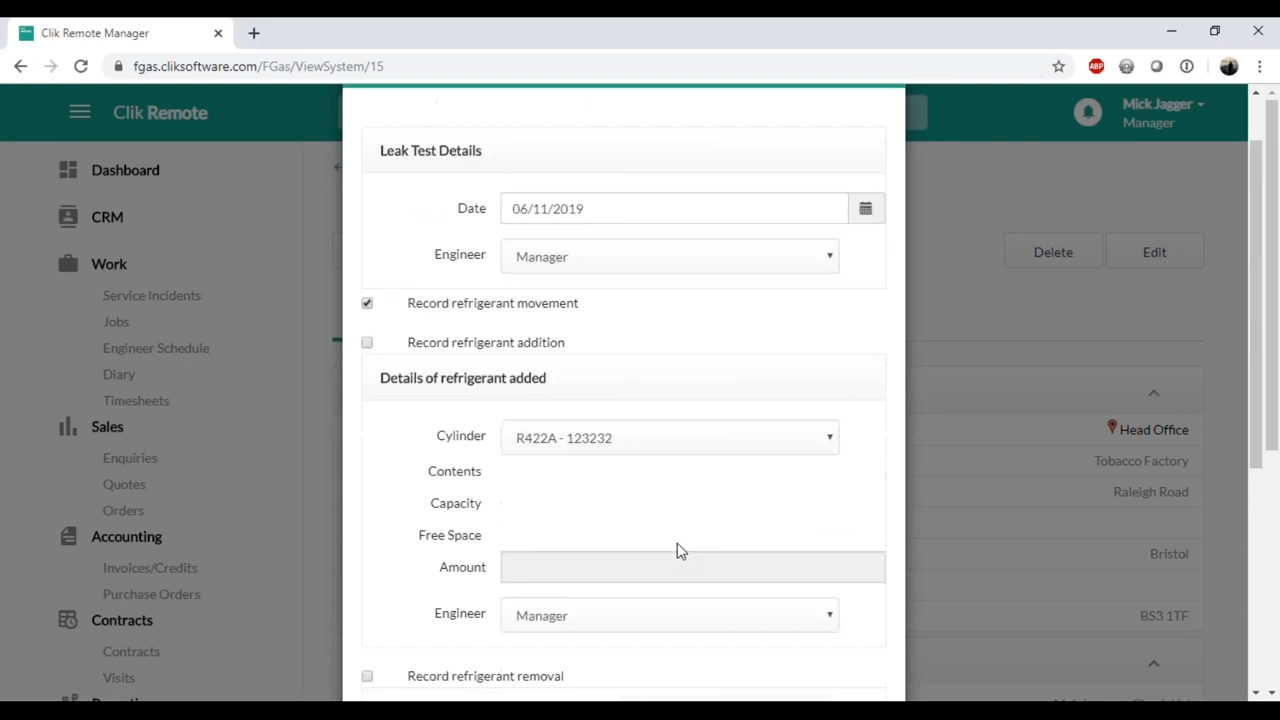 Clik Remote Manager
fgas.cliksoftware.com/FGas/ViewSystem/15
ABP
Clik Remote
Mick Jagger
Manager
Dashboard
CRM
Work
Service Incidents
Jobs
Engineer Schedule
Diary
Timesheets
Sales
Enquiries
Quotes
Orders
Accounting
Invoices/Credits
Purchase Orders
Contracts
Contracts
Visits
Leak Test Details
Date 06/11/2019
Engineer Manager
Record refrigerant movement
Record refrigerant addition
Details of refrigerant added
Cylinder R422A - 123232
Contents
Capacity
Free Space
Amount
Engineer Manager
Record refrigerant removal
Delete Edit
Head Office
Tobacco Factory
Raleigh Road
Bristol
BS3 1TF